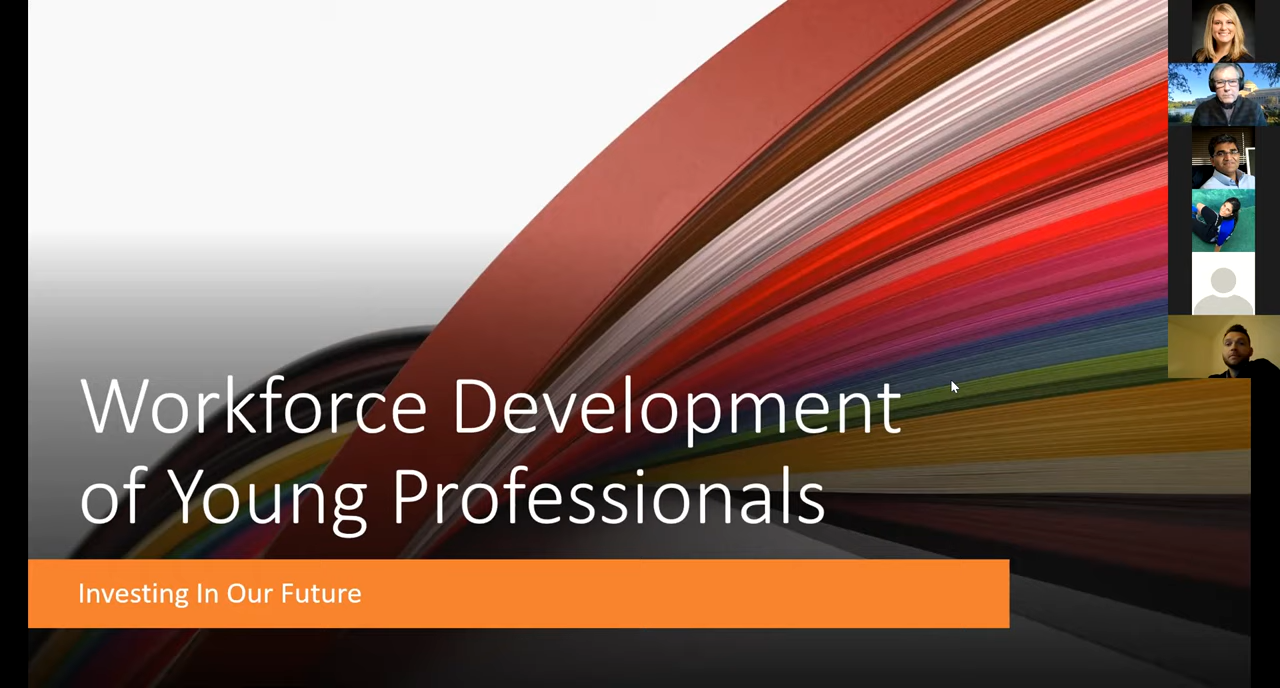 Workforce Development
of Young Professionals
Investing In Our Future